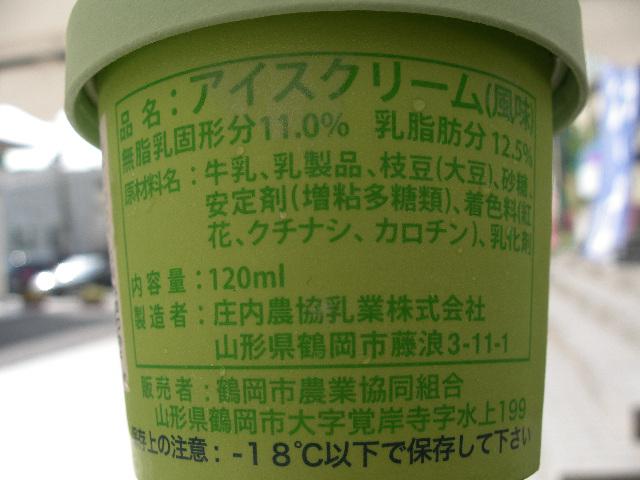 品 名：アイスクリーム(風味)
無脂乳固形分11.0% 乳脂肪分12.5%
原材料名：牛乳、乳製品、枝豆(大豆)、砂糖、
安定剤(増粘多糖類)、着色料(紅
花、クチナシ、カロチン)、乳化剤
内容量：120ml
製造者：庄内農協乳業株式会社
山形県鶴岡市藤浪3-11-1
販売者：鶴岡市農業協同組合
山形県鶴岡市大字覚岸寺字水上199
保存上の注意：-18℃以下で保存して下さい